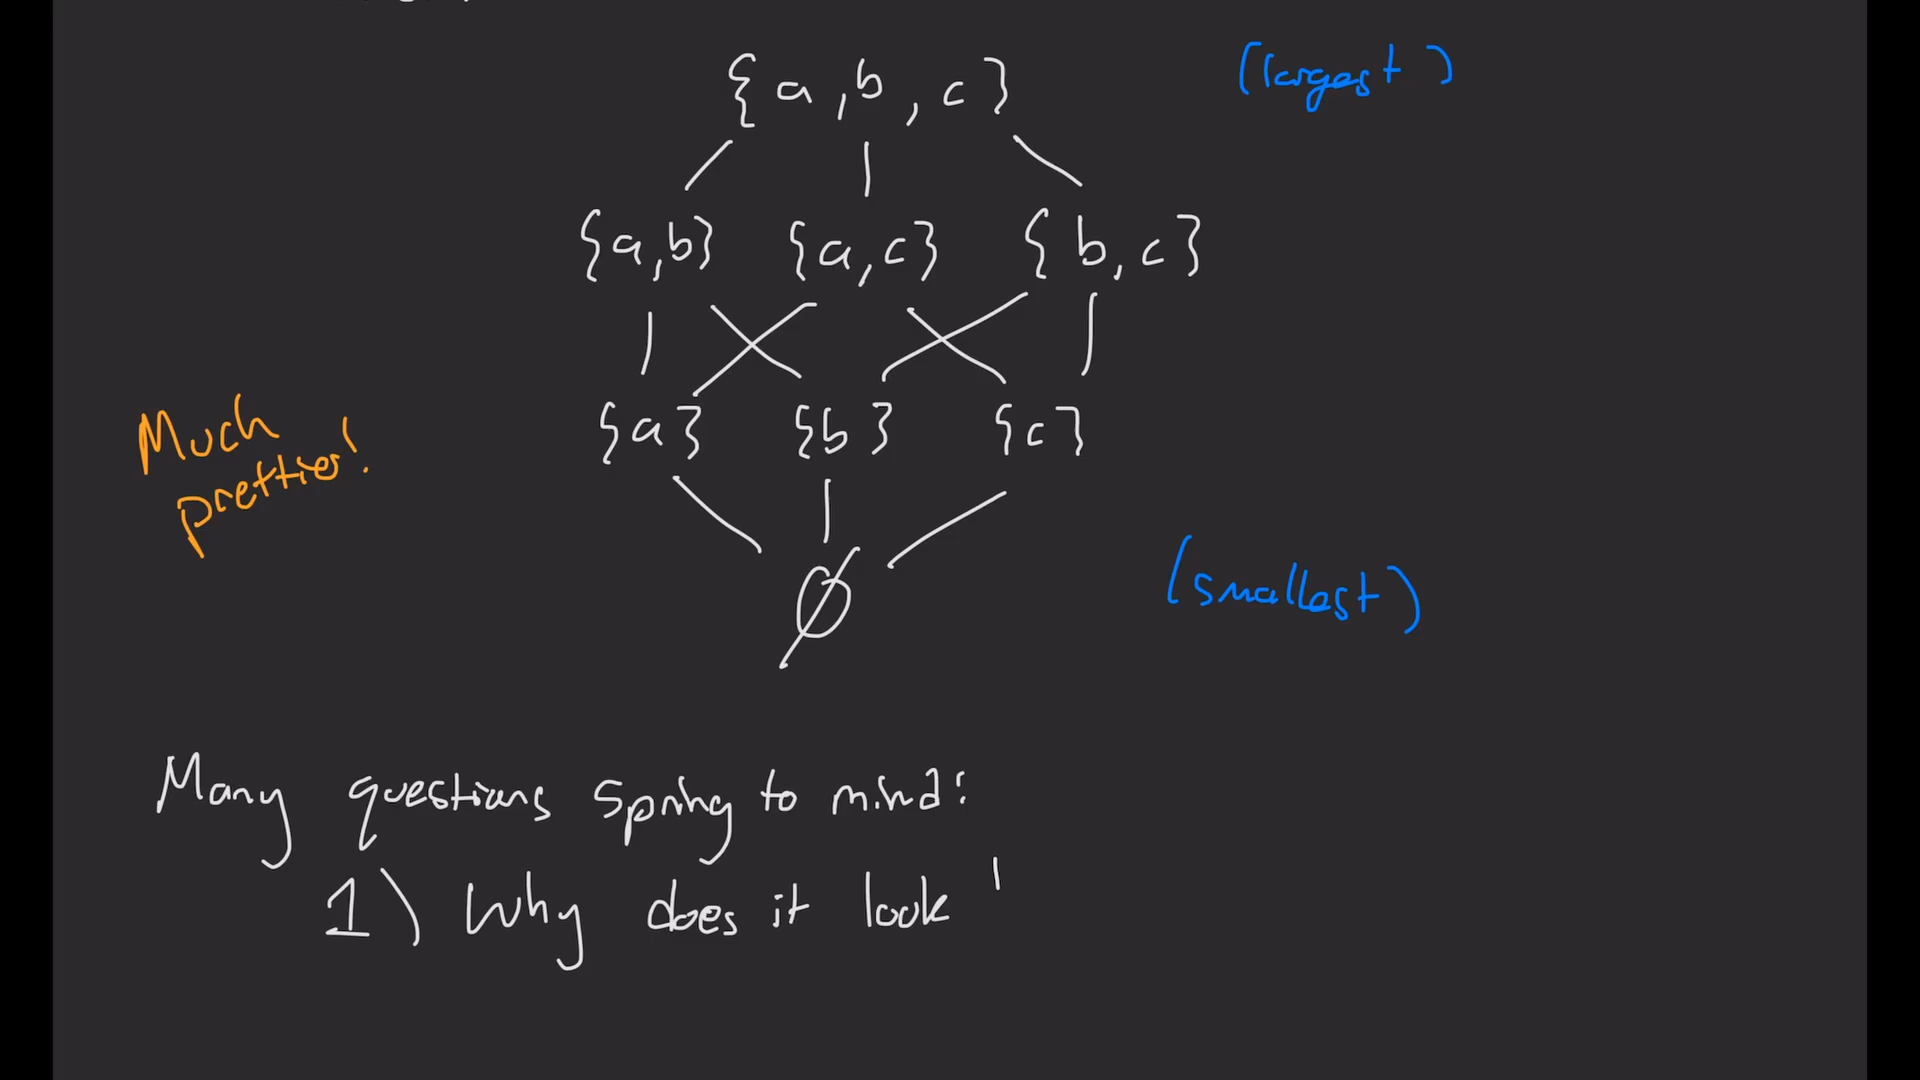 {a,b,c} (largest)
{a,b} {a,c} {b,c}
{a} {b} {c}
Much
prettier!
∅ (smallest)
Many questions spring to mind:
1) Why does it look